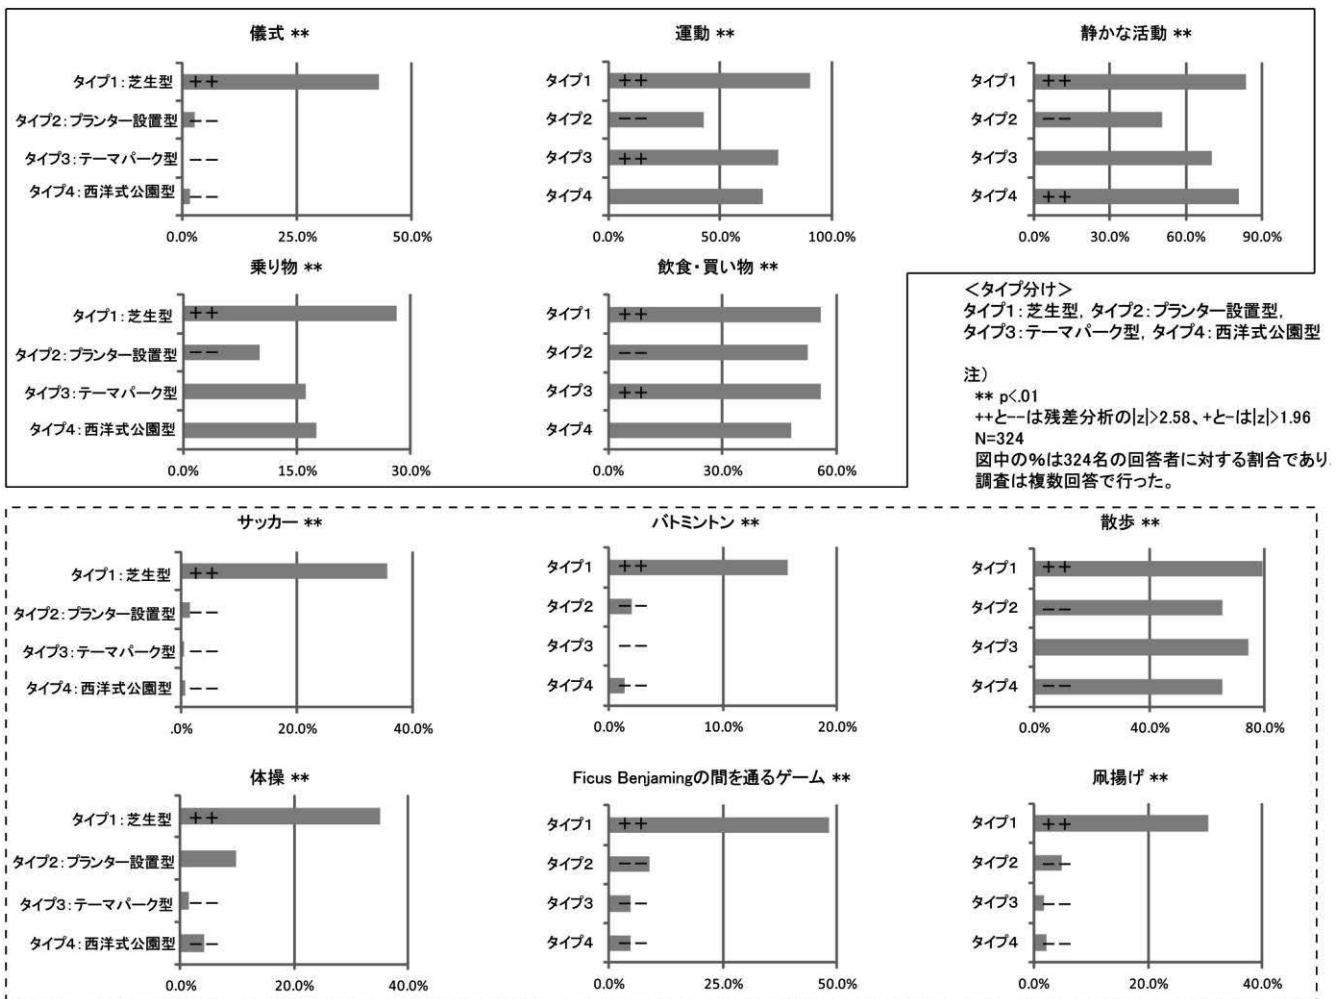 儀式 **
タイプ1:芝生型
++
タイプ2:プランター設置型
−−
タイプ3:テーマパーク型
−−
タイプ4:西洋式公園型
−−
0.0% 25.0% 50.0%
運動 **
タイプ1
++
タイプ2
−−
タイプ3
++
タイプ4
0.0% 50.0% 100.0%
静かな活動 **
タイプ1
++
タイプ2
−−
タイプ3
タイプ4
++
0.0% 30.0% 60.0% 90.0%
乗り物 **
タイプ1:芝生型
++
タイプ2:プランター設置型
−−
タイプ3:テーマパーク型
タイプ4:西洋式公園型
0.0% 15.0% 30.0%
飲食・買い物 **
タイプ1
++
タイプ2
−−
タイプ3
++
タイプ4
0.0% 30.0% 60.0%
<タイプ分け>
タイプ1:芝生型, タイプ2:プランター設置型,
タイプ3:テーマパーク型, タイプ4:西洋式公園型
注)
** p<.01
++と--は残差分析の|z|>2.58、+と-は|z|>1.96
N=324
図中の%は324名の回答者に対する割合であり、
調査は複数回答で行った。
サッカー **
タイプ1:芝生型
++
タイプ2:プランター設置型
−−
タイプ3:テーマパーク型
−−
タイプ4:西洋式公園型
−−
.0% 20.0% 40.0%
バトミントン **
タイプ1
++
タイプ2
−−
タイプ3
−−
タイプ4
−−
0.0% 10.0% 20.0%
散歩 **
タイプ1
++
タイプ2
−−
タイプ3
タイプ4
−−
0.0% 40.0% 80.0%
体操 **
タイプ1:芝生型
++
タイプ2:プランター設置型
タイプ3:テーマパーク型
−−
タイプ4:西洋式公園型
−−
0.0% 20.0% 40.0%
Ficus Benjamingの間を通るゲーム **
タイプ1
++
タイプ2
−−
タイプ3
−−
タイプ4
−−
0.0% 25.0% 50.0%
凧揚げ **
タイプ1
++
タイプ2
−−
タイプ3
−−
タイプ4
−−
0.0% 20.0% 40.0%